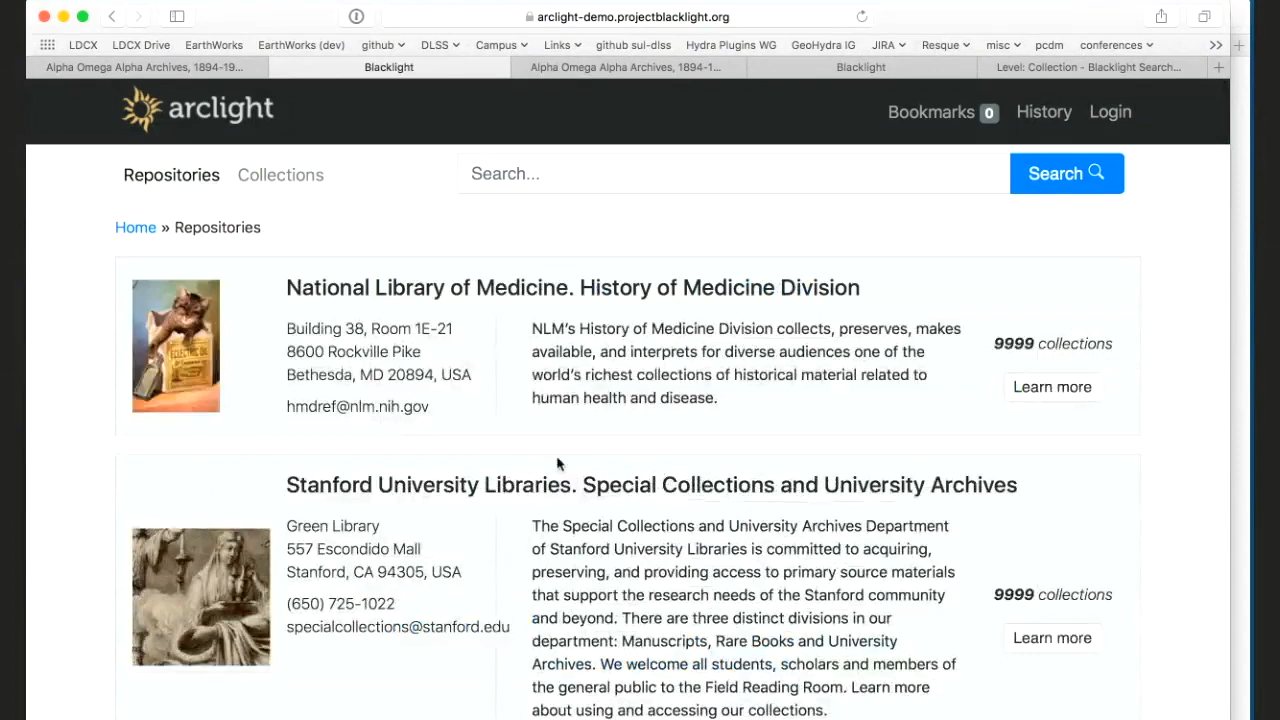 arclight-demo.projectblacklight.org
LDCX LDCX Drive EarthWorks EarthWorks (dev) github DLSS Campus Links github sul-dlss Hydra Plugins WG GeoHydra IG JIRA Resque misc pcdm conferences
Alpha Omega Alpha Archives, 1894-19... Blacklight Alpha Omega Alpha Archives, 1894-1... Blacklight Level: Collection - Blacklight Search...
arclight Bookmarks 0 History Login
Repositories Collections Search... Search
Home » Repositories
National Library of Medicine. History of Medicine Division
Building 38, Room 1E-21
8600 Rockville Pike
Bethesda, MD 20894, USA
hmdref@nlm.nih.gov
NLM's History of Medicine Division collects, preserves, makes
available, and interprets for diverse audiences one of the
world's richest collections of historical material related to
human health and disease.
9999 collections
Learn more
Stanford University Libraries. Special Collections and University Archives
Green Library
557 Escondido Mall
Stanford, CA 94305, USA
(650) 725-1022
specialcollections@stanford.edu
The Special Collections and University Archives Department
of Stanford University Libraries is committed to acquiring,
preserving, and providing access to primary source materials
that support the research needs of the Stanford community
and beyond. There are three distinct divisions in our
department: Manuscripts, Rare Books and University
Archives. We welcome all students, scholars and members of
the general public to the Field Reading Room. Learn more
about using and accessing our collections.
9999 collections
Learn more